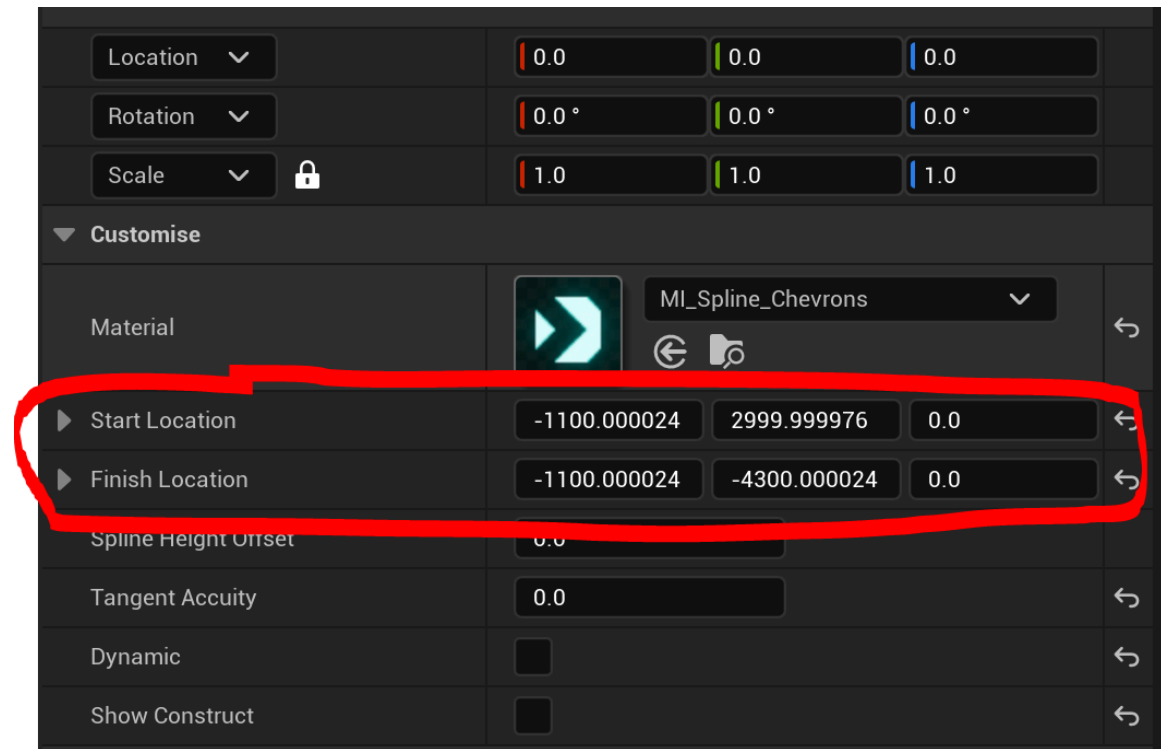 Location 0.0 0.0 0.0
Rotation 0.0 ° 0.0 ° 0.0 °
Scale 1.0 1.0 1.0
Customise
MI_Spline_Chevrons
Material
Start Location -1100.000024 2999.999976 0.0
Finish Location -1100.000024 -4300.000024 0.0
Spline Height Offset 0.0
Tangent Accuity 0.0
Dynamic
Show Construct